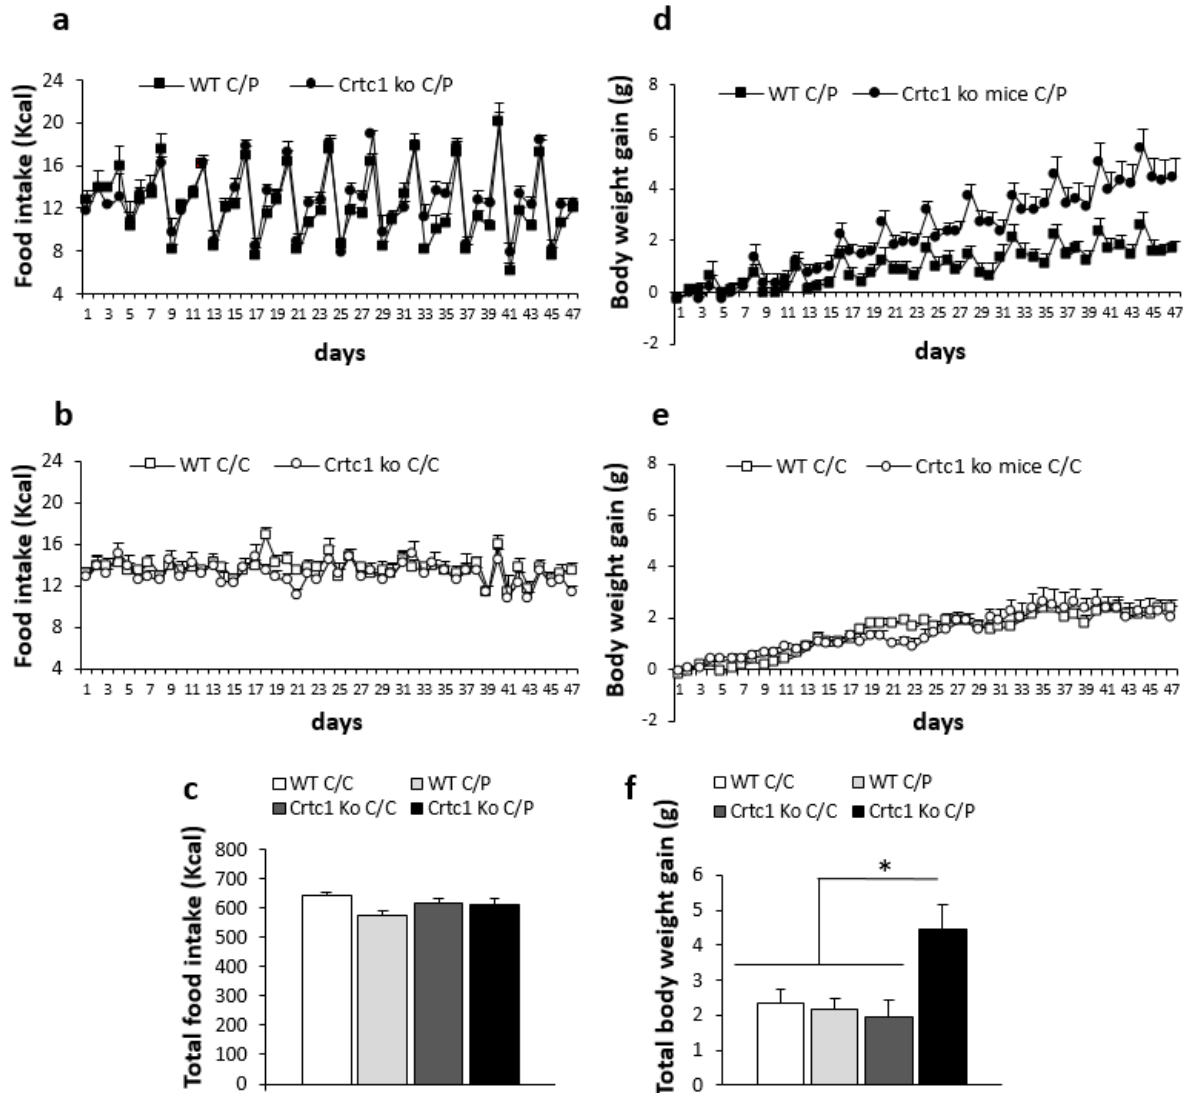 a
Food intake (Kcal)
WT C/P
Crtc1 ko C/P
24
20
16
12
8
4
1 3 5 7 9 11 13 15 17 19 21 23 25 27 29 31 33 35 37 39 41 43 45 47
days
d
Body weight gain (g)
WT C/P
Crtc1 ko mice C/P
8
6
4
2
0
-2
1 3 5 7 9 11 13 15 17 19 21 23 25 27 29 31 33 35 37 39 41 43 45 47
days
b
Food intake (Kcal)
WT C/C
Crtc1 ko C/C
24
20
16
12
8
4
1 3 5 7 9 11 13 15 17 19 21 23 25 27 29 31 33 35 37 39 41 43 45 47
days
e
Body weight gain (g)
WT C/C
Crtc1 ko mice C/C
8
6
4
2
0
-2
1 3 5 7 9 11 13 15 17 19 21 23 25 27 29 31 33 35 37 39 41 43 45 47
days
c
WT C/C WT C/P
Crtc1 Ko C/C Crtc1 Ko C/P
Total food intake (Kcal)
800
700
600
500
400
300
200
100
0
f
WT C/C WT C/P
Crtc1 Ko C/C Crtc1 Ko C/P
Total body weight gain (g)
6
5
4
3
2
1
0
*